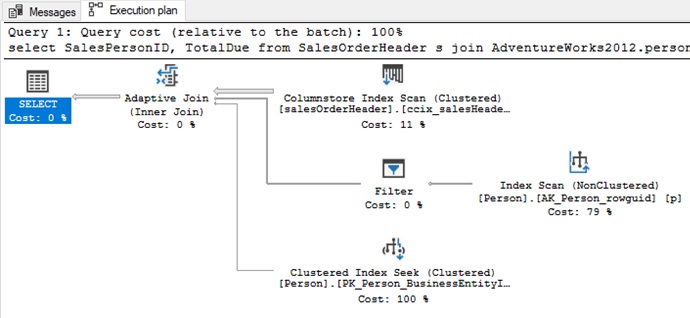 Messages Execution plan
Query 1: Query cost (relative to the batch): 100%
select SalesPersonID, TotalDue from SalesOrderHeader s join AdventureWorks2012.person
SELECT
Cost: 0 %
Adaptive Join
(Inner Join)
Cost: 0 %
Columnstore Index Scan (Clustered)
[salesOrderHeader].[ccix_salesHeade…
Cost: 11 %
Filter
Cost: 0 %
Index Scan (NonClustered)
[Person].[AK_Person_rowguid] [p]
Cost: 79 %
Clustered Index Seek (Clustered)
[Person].[PK_Person_BusinessEntityI…
Cost: 100 %